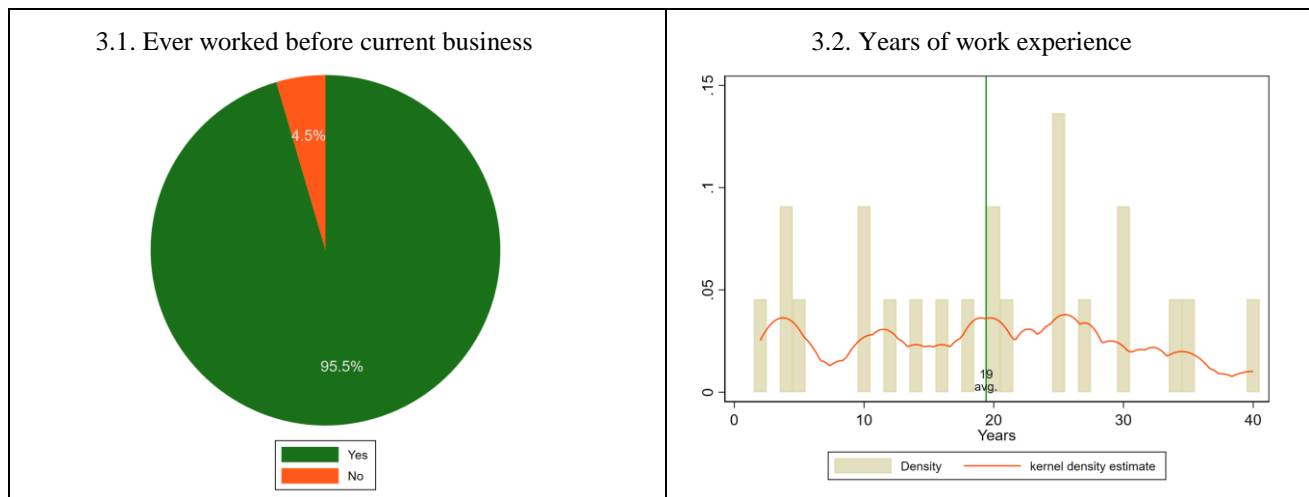 3.1. Ever worked before current business
4.5%
95.5%
Yes
No
3.2. Years of work experience
.15
.1
.05
0
19
avg.
0 10 20 30 40
Years
Density kernel density estimate